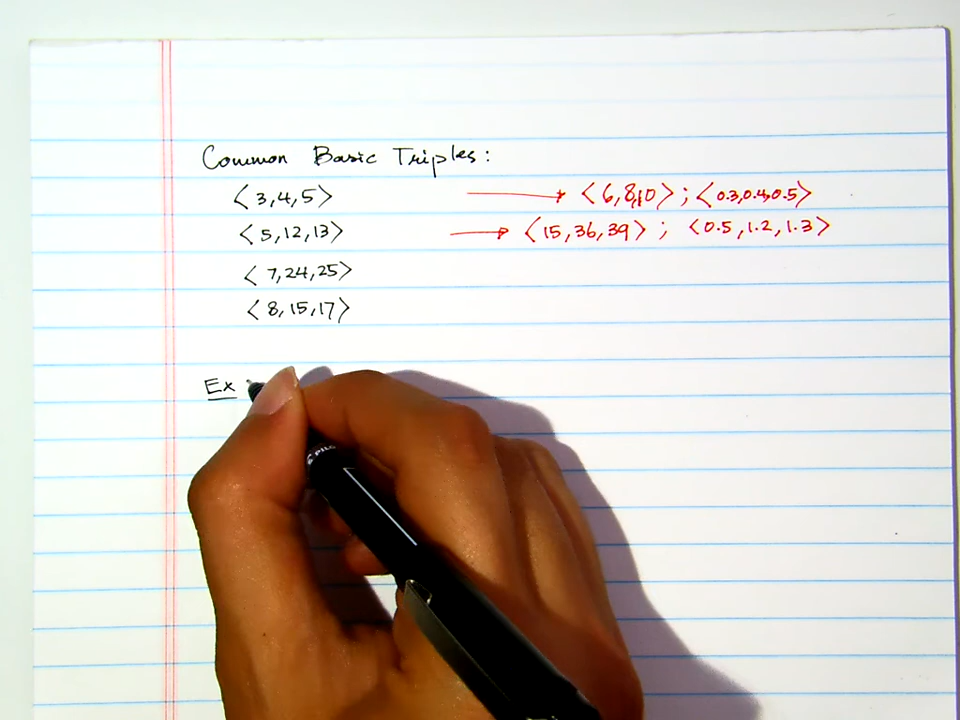 Common Basic Triples:
<3,4,5> → <6,8,10> ; <0.3,0.4,0.5>
<5,12,13> → <15,36,39> ; <0.5,1.2,1.3>
<7,24,25>
<8,15,17>
Ex
PILO